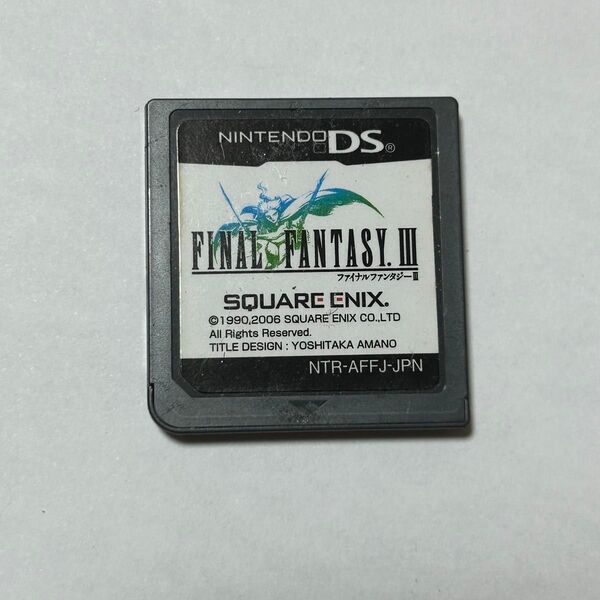 NINTENDO DS®
FINAL FANTASY. III
ファイナルファンタジーIII
SQUARE ENIX.
©1990,2006 SQUARE ENIX CO.,LTD
All Rights Reserved.
TITLE DESIGN : YOSHITAKA AMANO
NTR-AFFJ-JPN